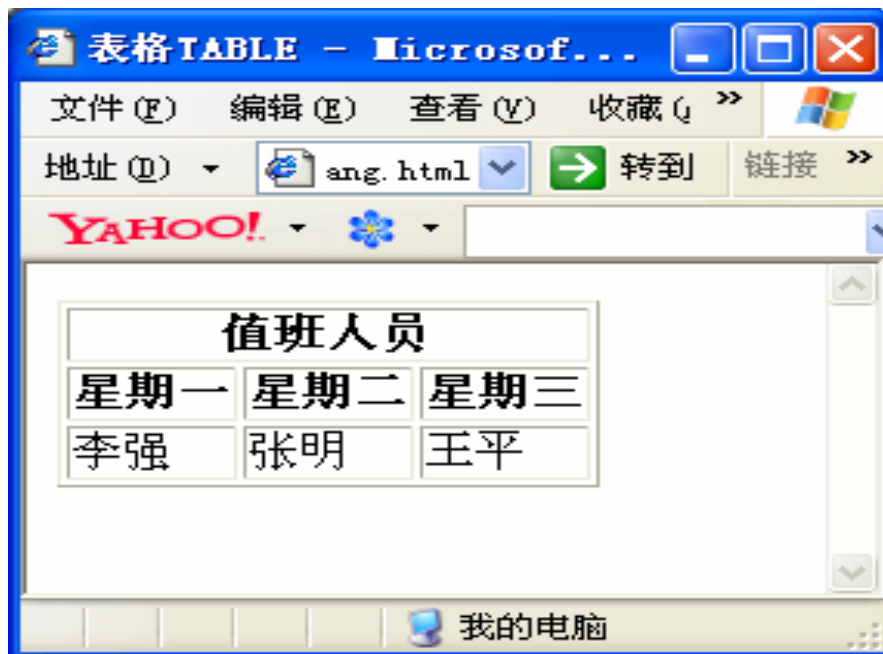 表格TABLE - Microsof...
文件(F) 编辑(E) 查看(V) 收藏( »
地址(D) ang.html 转到 链接 »
YAHOO!
值班人员
星期一 星期二 星期三
李强 张明 王平
我的电脑